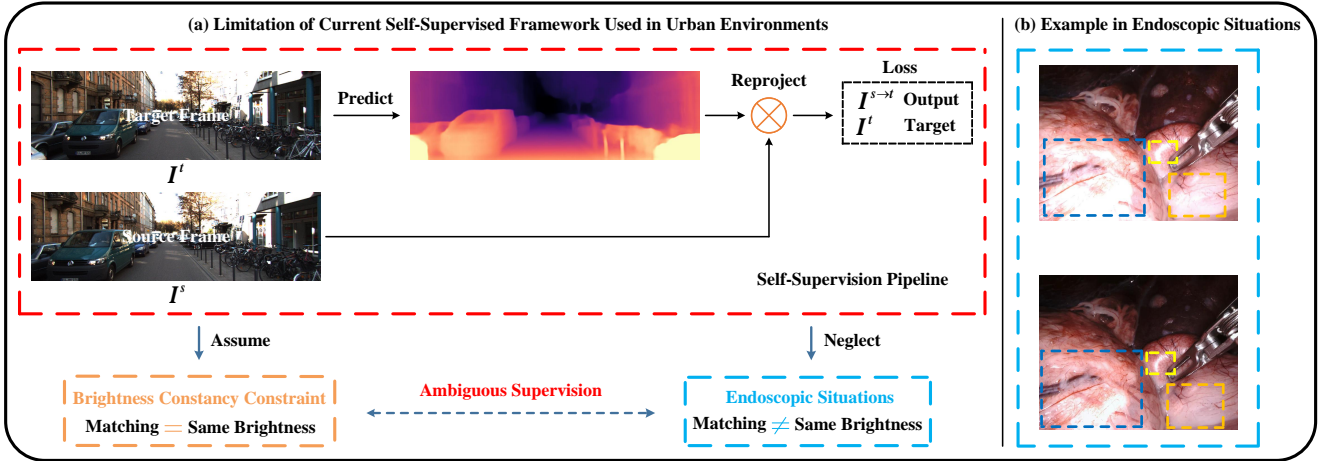 (a) Limitation of Current Self-Supervised Framework Used in Urban Environments
(b) Example in Endoscopic Situations
Target Frame
I^t
Predict
Reproject
Loss
I^{s→t} Output
I^t Target
Source Frame
I^s
Self-Supervision Pipeline
Assume
Neglect
Brightness Constancy Constraint
Matching = Same Brightness
Ambiguous Supervision
Endoscopic Situations
Matching ≠ Same Brightness